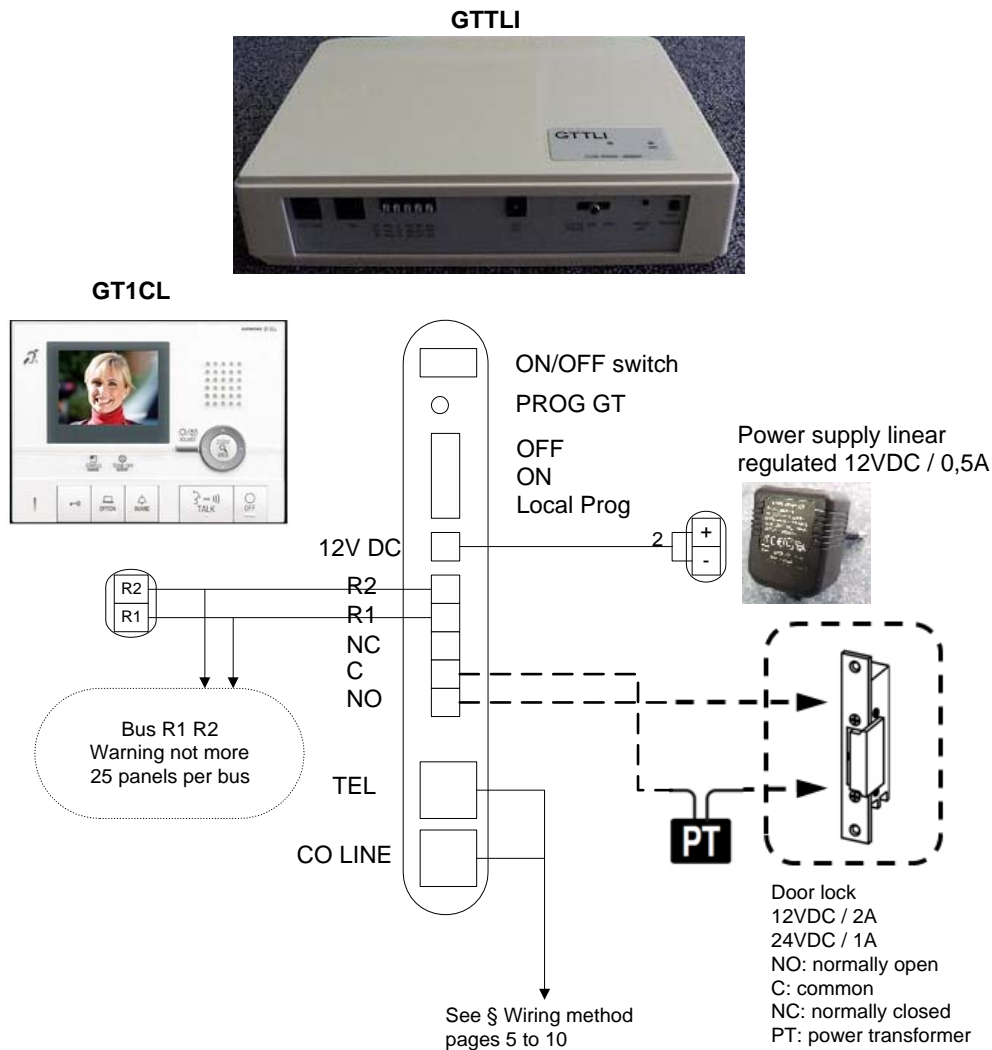 GTTLI
GTTLI
GT1CL
TALK
OFF
OPTION
ON/OFF switch
PROG GT
OFF
ON
Local Prog
Power supply linear
regulated 12VDC / 0,5A
12V DC
2
+
-
R2
R1
R2
R1
NC
C
NO
Bus R1 R2
Warning not more
25 panels per bus
TEL
CO LINE
PT
Door lock
12VDC / 2A
24VDC / 1A
NO: normally open
C: common
NC: normally closed
PT: power transformer
See § Wiring method
pages 5 to 10